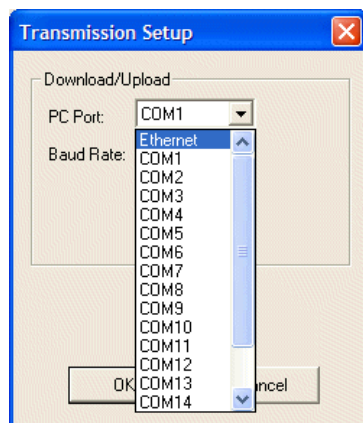 Transmission Setup
Download/Upload
PC Port: COM1
Ethernet
Baud Rate:
COM1
COM2
COM3
COM4
COM5
COM6
COM7
COM8
COM9
COM10
COM11
COM12
COM13
COM14
OK ncel